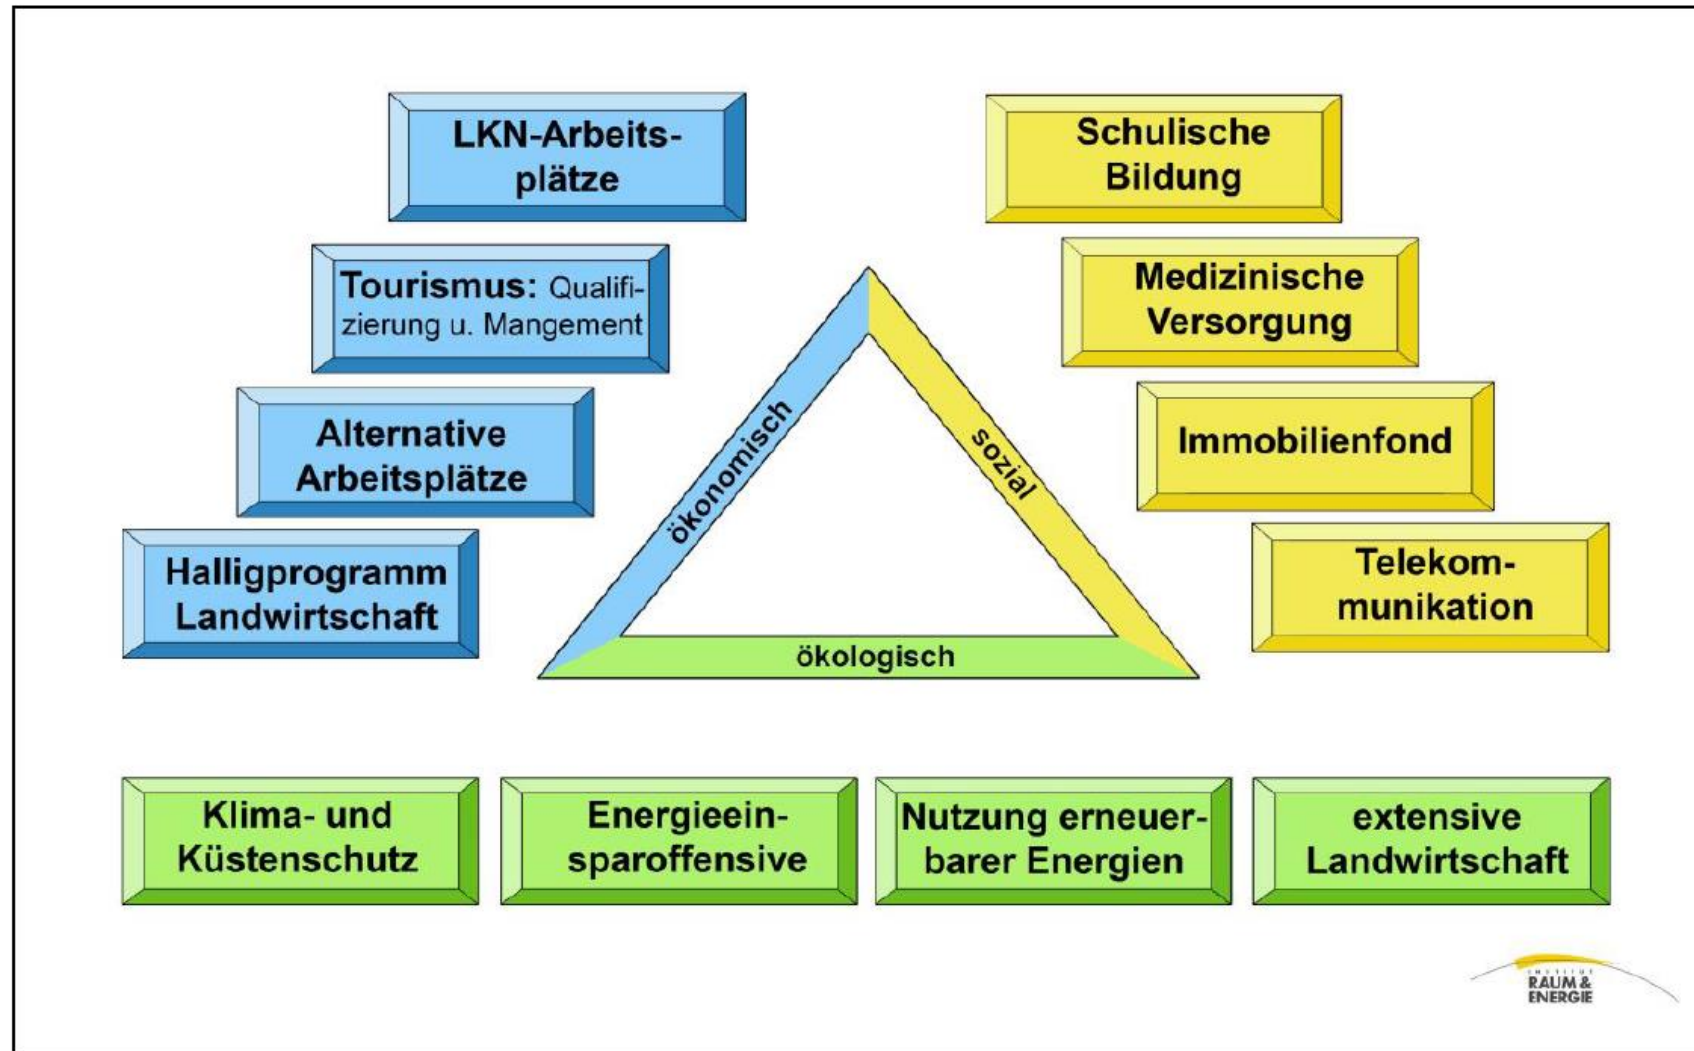 LKN-Arbeits-
plätze
Tourismus: Qualifi-
zierung u. Mangement
Alternative
Arbeitsplätze
Halligprogramm
Landwirtschaft
Schulische
Bildung
Medizinische
Versorgung
Immobilienfond
Telekom-
munikation
ökonomisch
sozial
ökologisch
Klima- und
Küstenschutz
Energieein-
sparoffensive
Nutzung erneuer-
barer Energien
extensive
Landwirtschaft
INSTITUT
RAUM &
ENERGIE